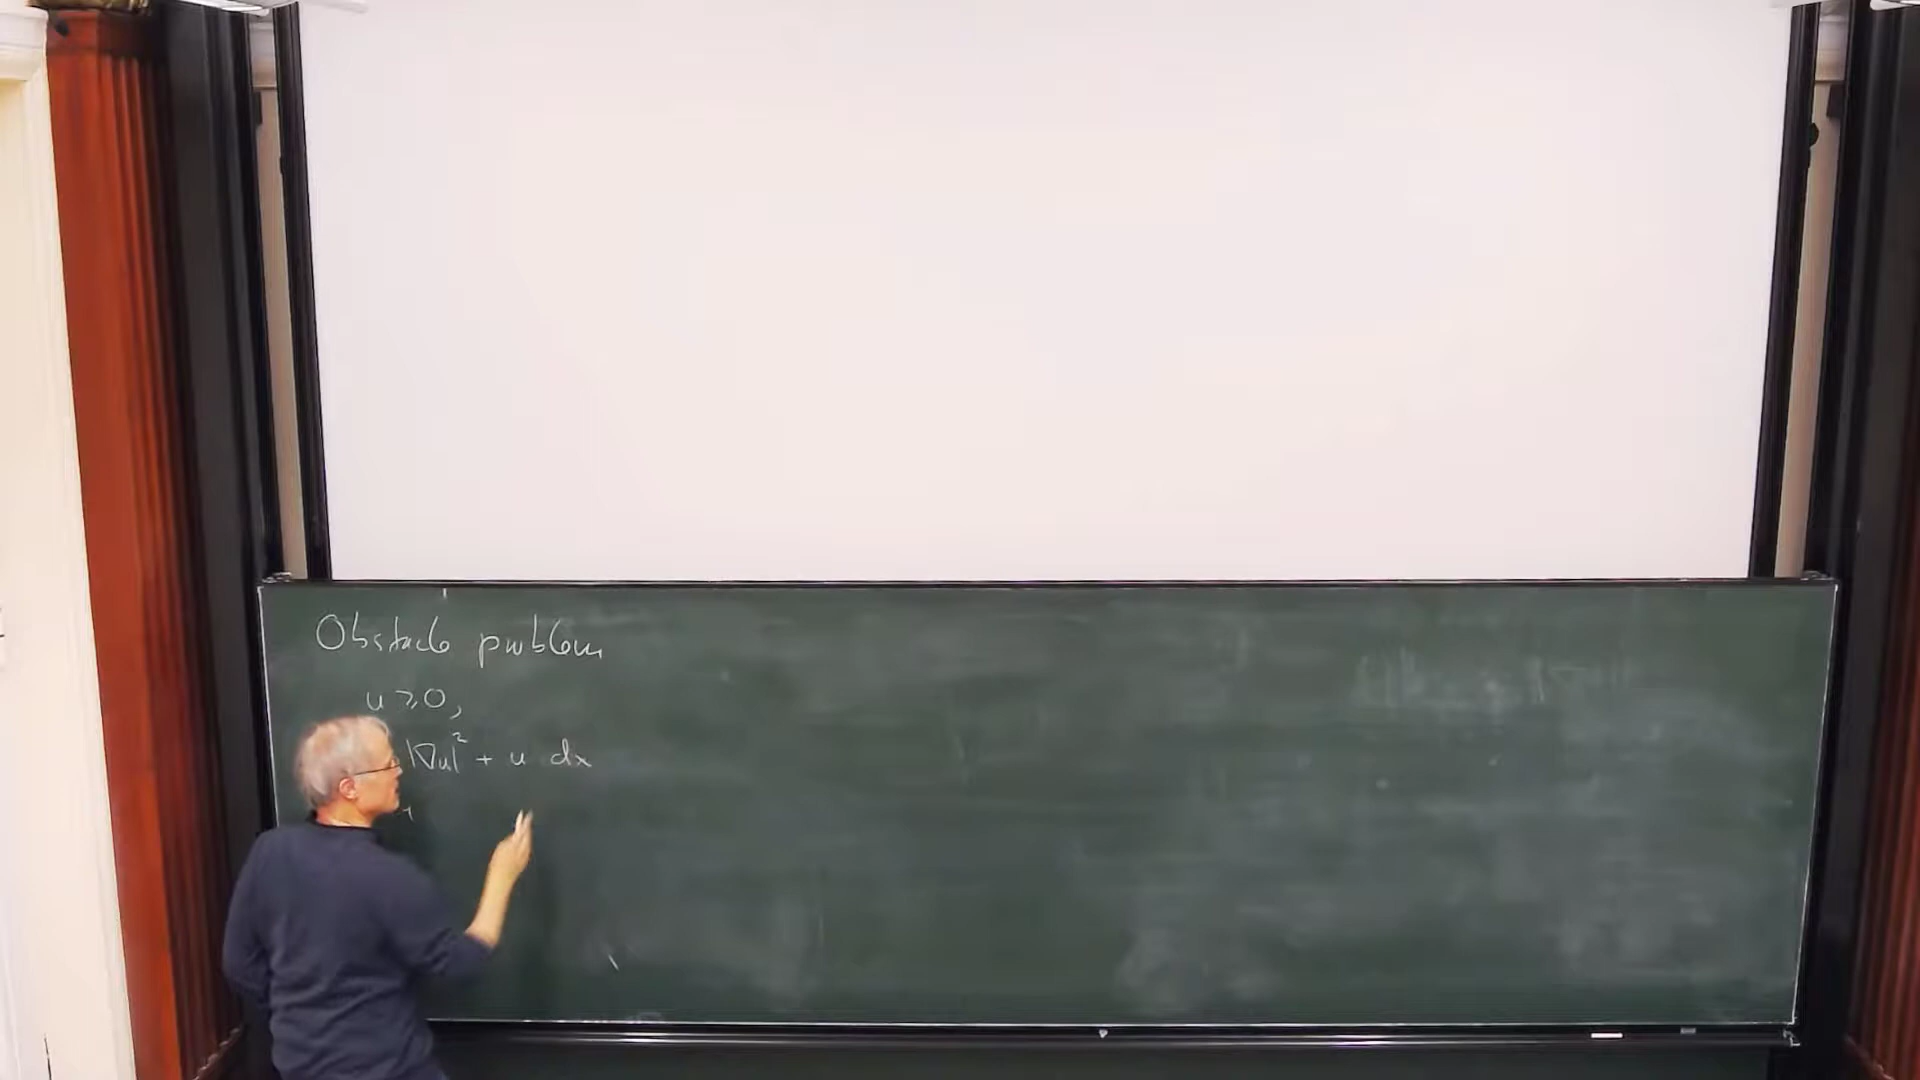 Obstacle problem
u ≥ 0,
|∇u|² + u dx